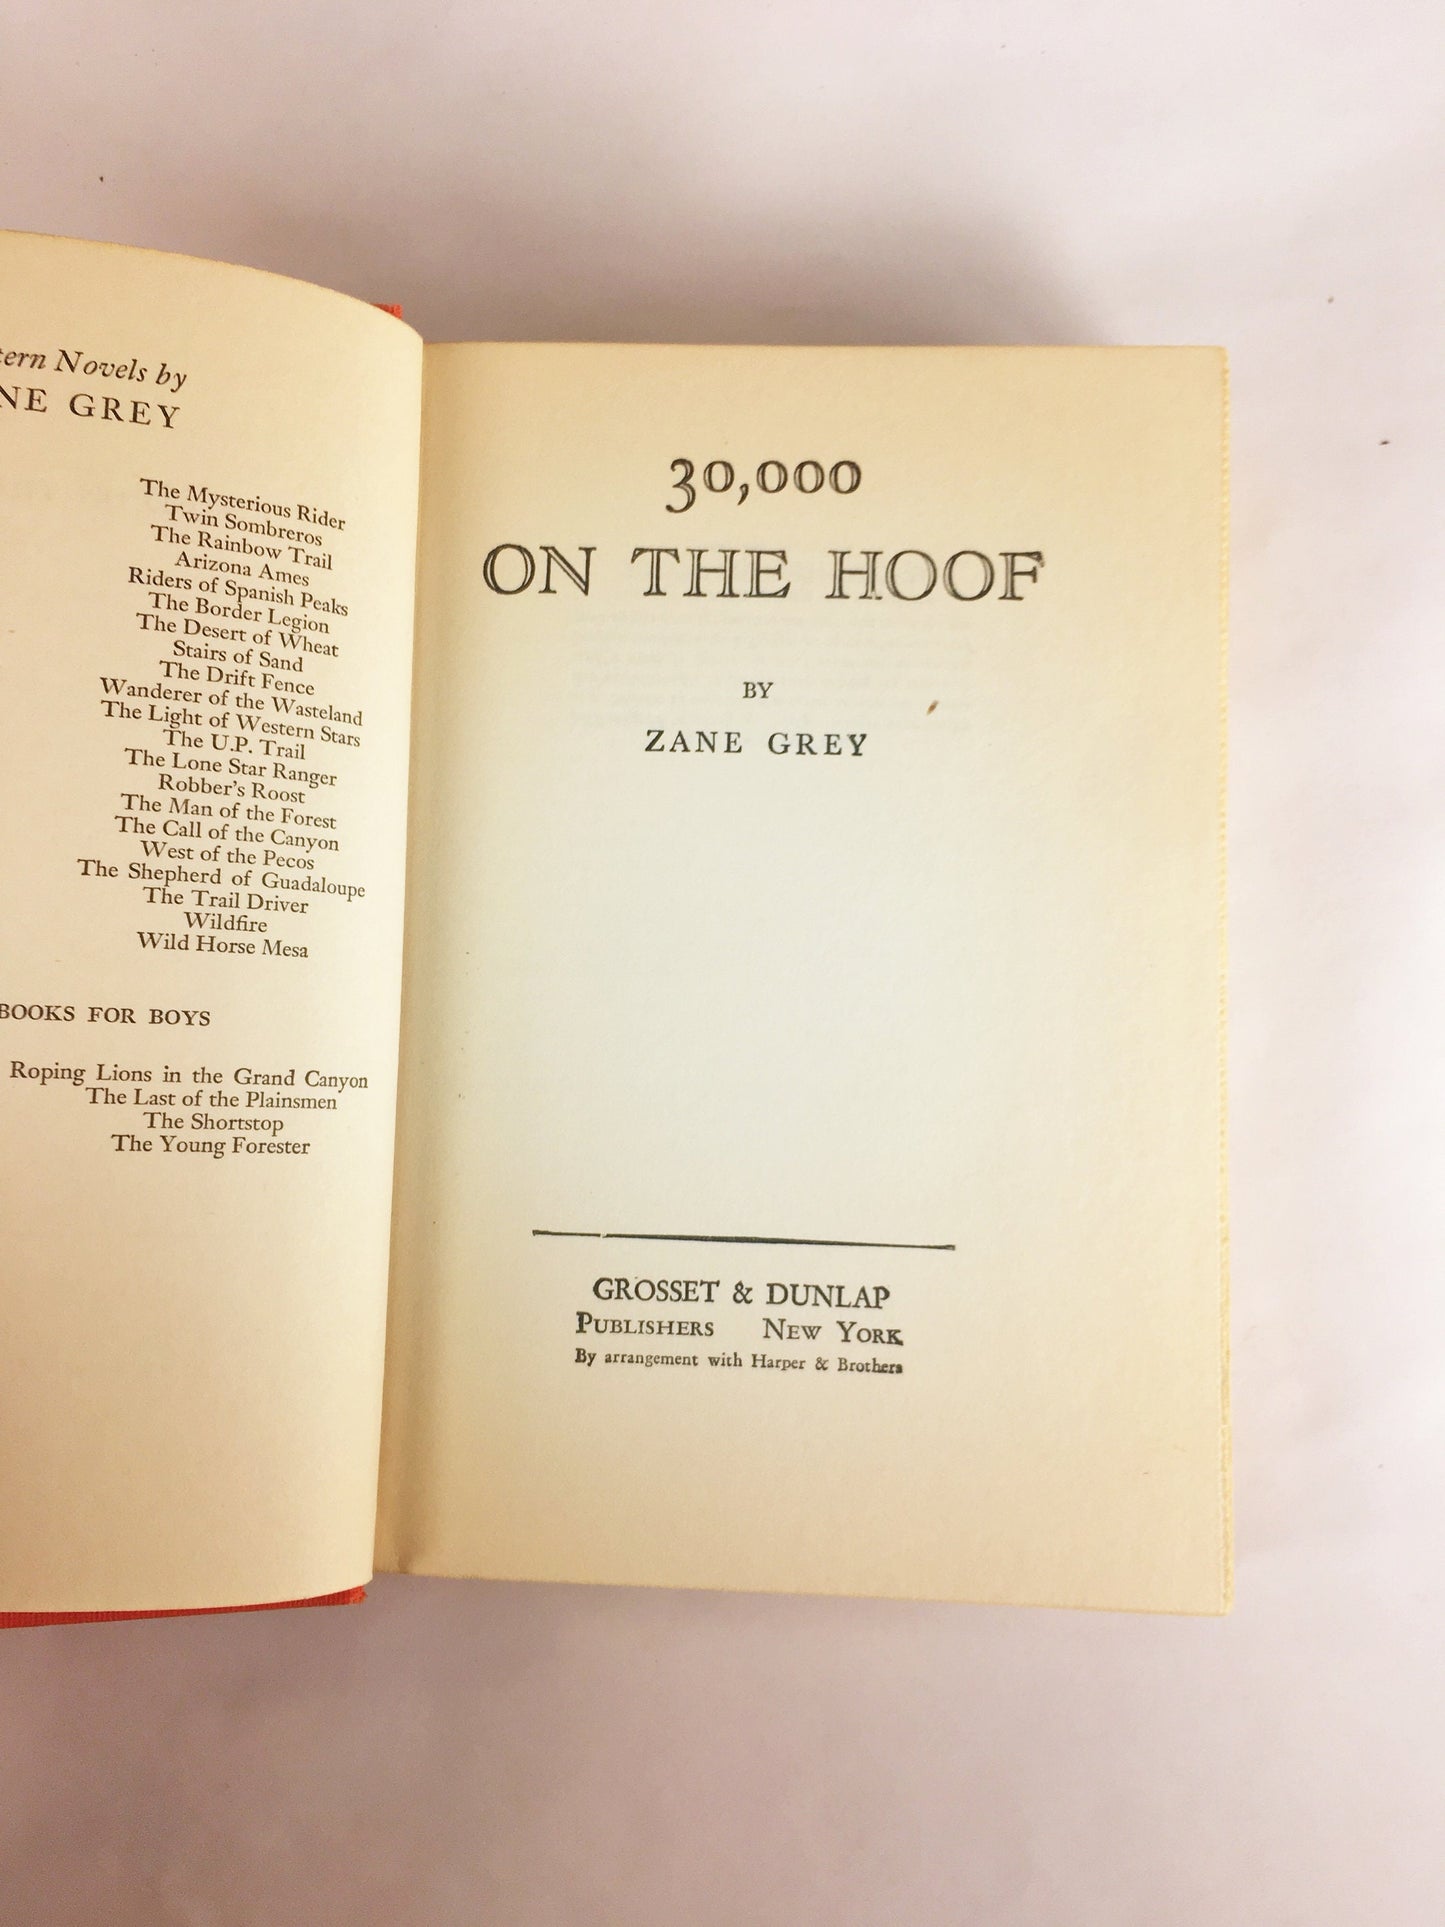 tern Novels by
NE GREY
The Mysterious Rider
Twin Sombreros
The Rainbow Trail
Arizona Ames
Riders of Spanish Peaks
The Border Legion
The Desert of Wheat
Stairs of Sand
The Drift Fence
Wanderer of the Wasteland
The Light of Western Stars
The U.P. Trail
The Lone Star Ranger
Robber's Roost
The Man of the Forest
The Call of the Canyon
West of the Pecos
The Shepherd of Guadaloupe
The Trail Driver
Wildfire
Wild Horse Mesa
BOOKS FOR BOYS
Roping Lions in the Grand Canyon
The Last of the Plainsmen
The Shortstop
The Young Forester
30,000
ON THE HOOF
BY
ZANE GREY
GROSSET & DUNLAP
PUBLISHERS NEW YORK
By arrangement with Harper & Brothers